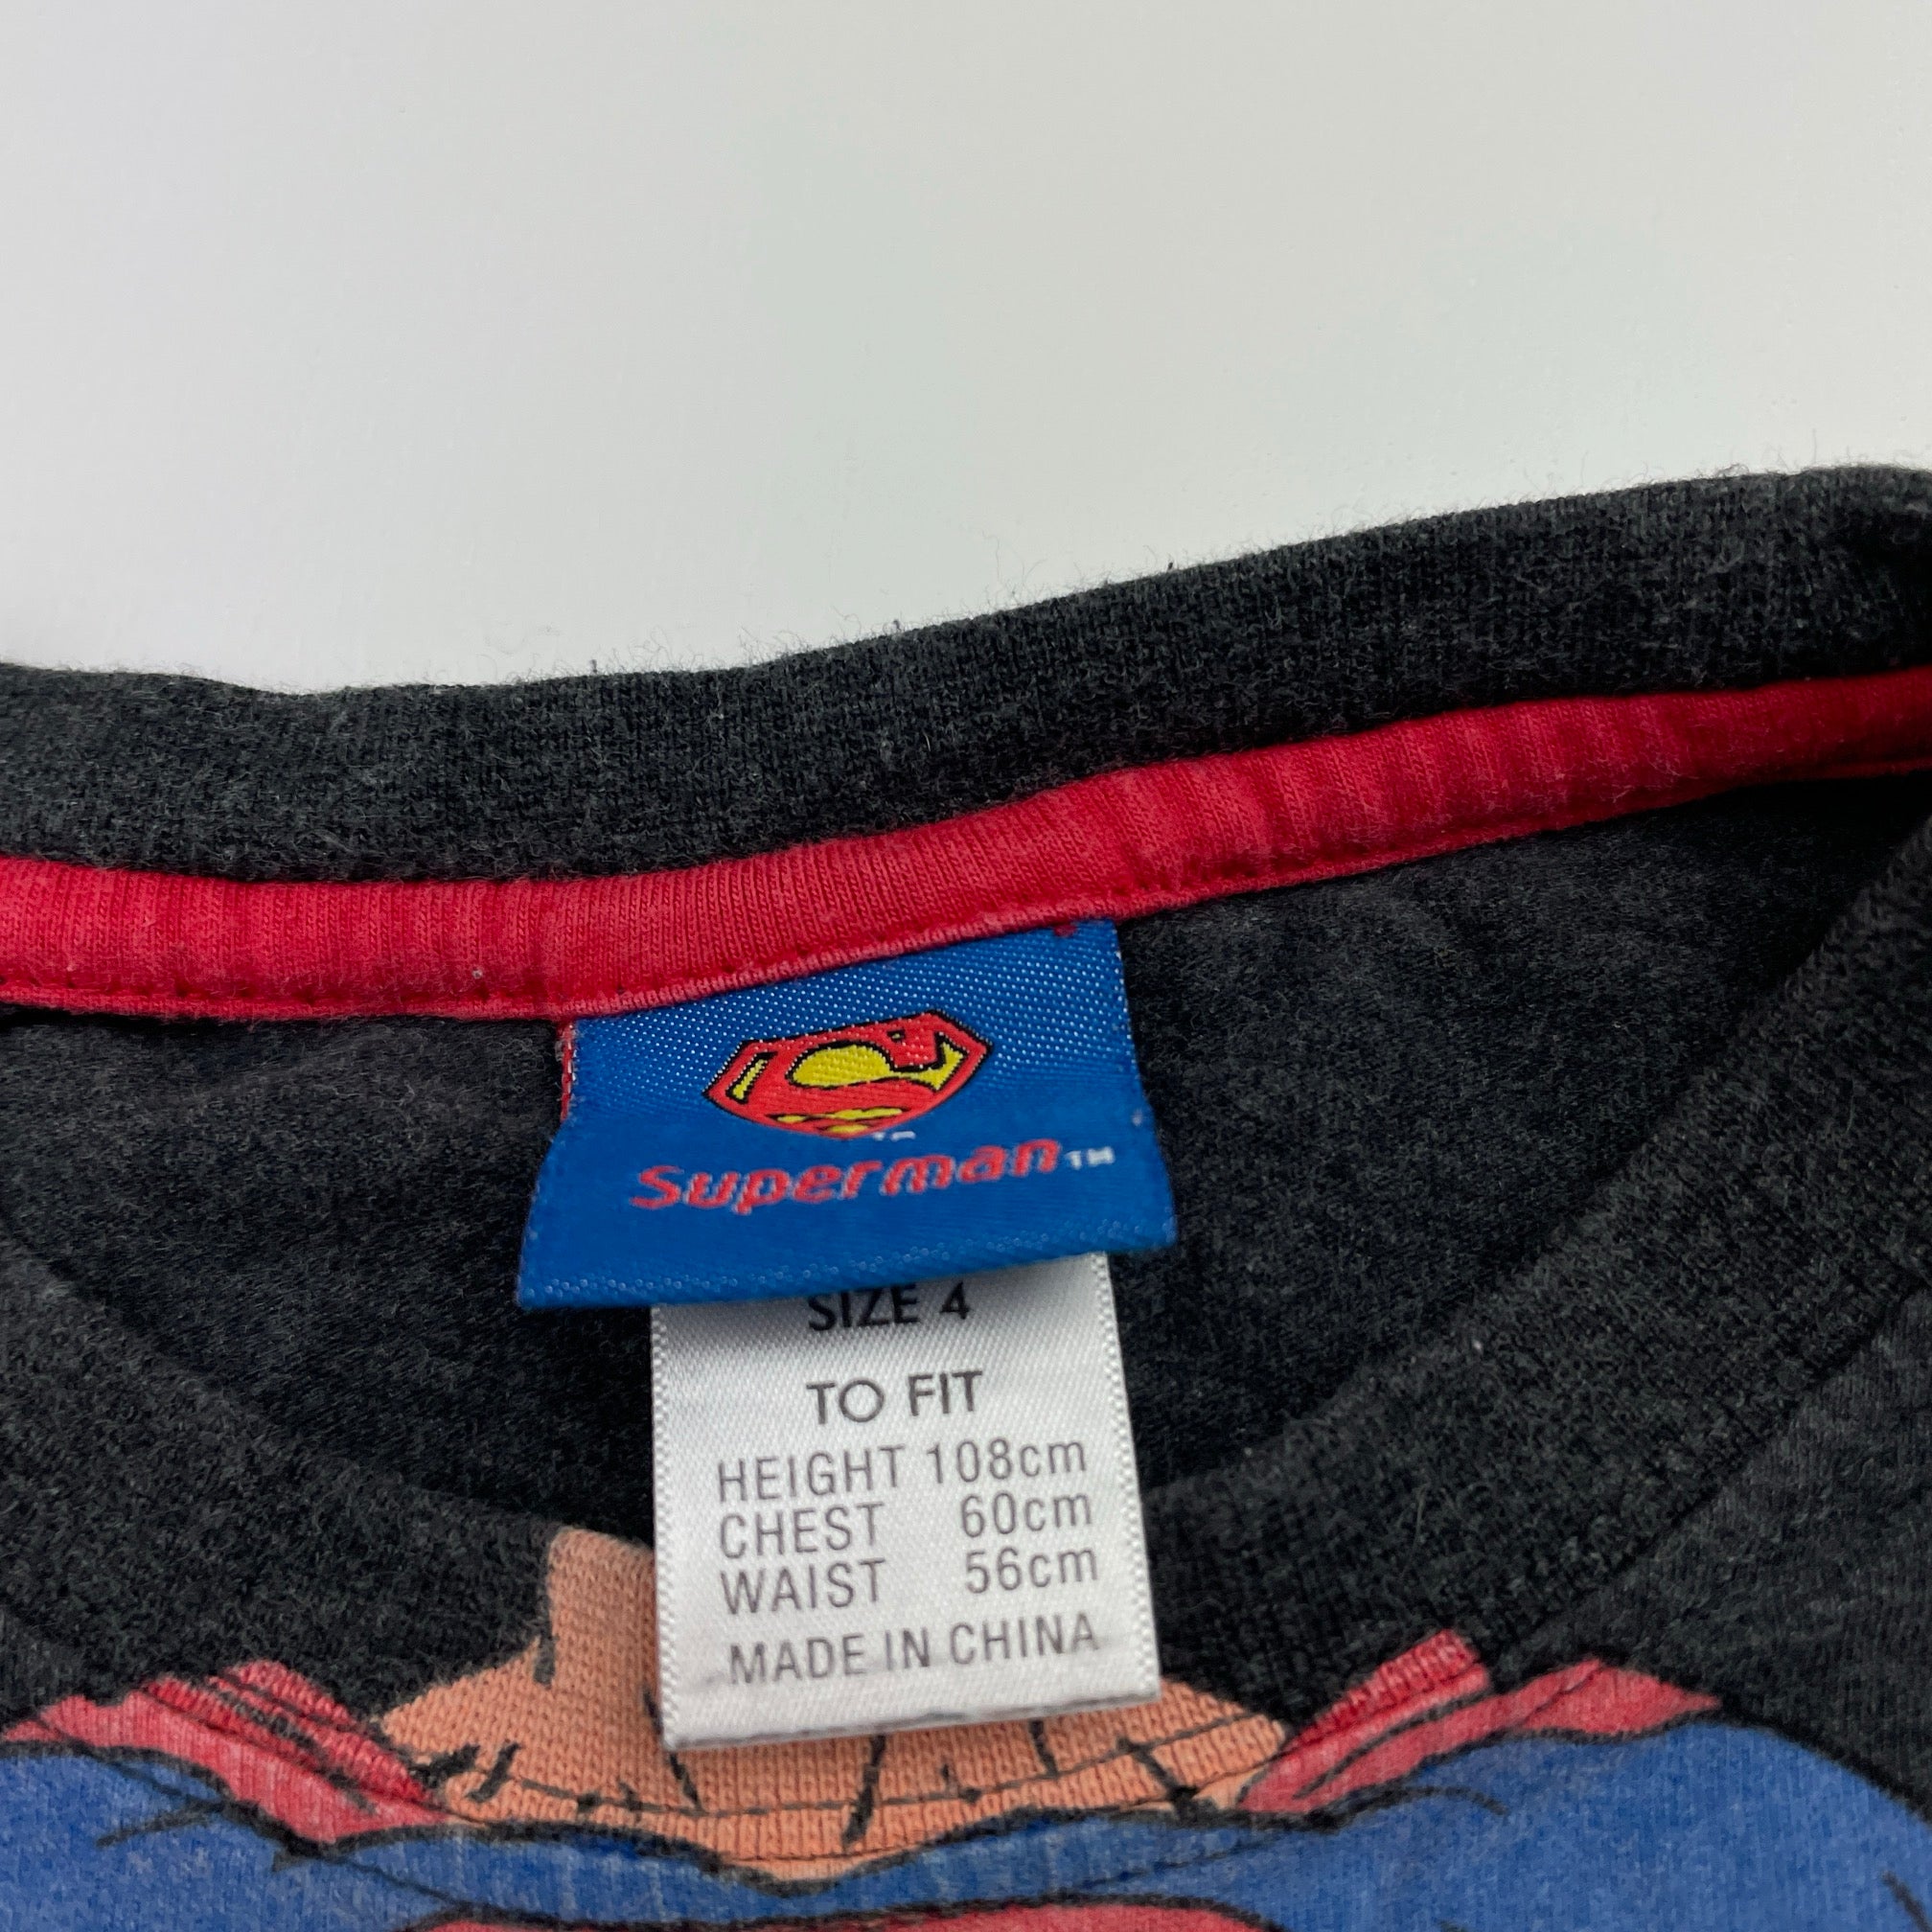 Superman™
SIZE 4
TO FIT
HEIGHT 108cm
CHEST 60cm
WAIST 56cm
MADE IN CHINA